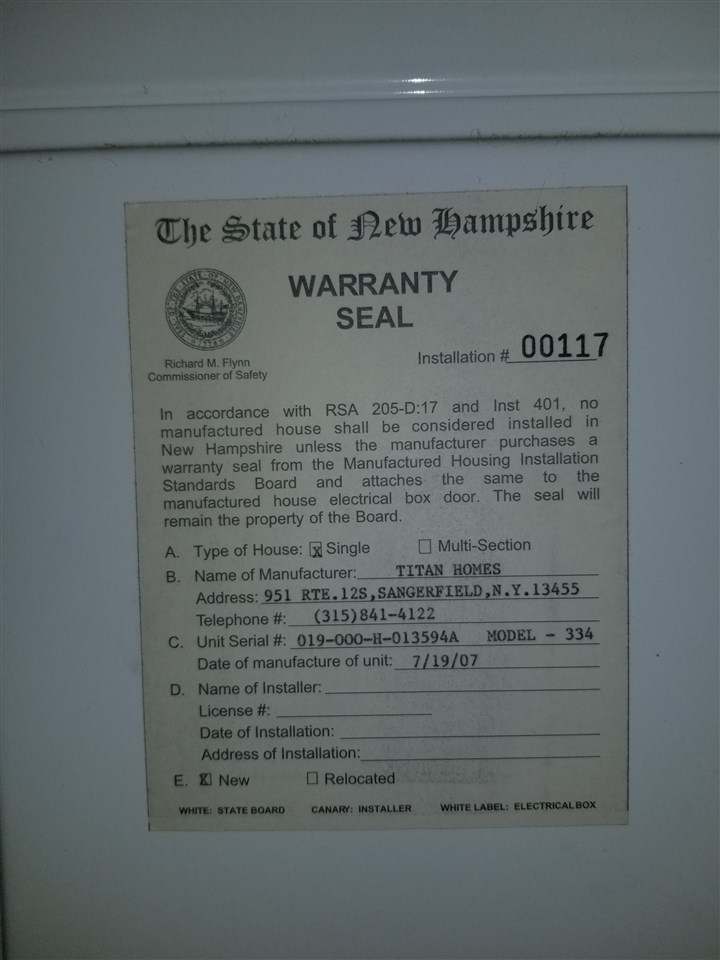 The State of New Hampshire
WARRANTY
SEAL
Richard M. Flynn
Commissioner of Safety
Installation # 00117
In accordance with RSA 205-D:17 and Inst 401, no
manufactured house shall be considered installed in
New Hampshire unless the manufacturer purchases a
warranty seal from the Manufactured Housing Installation
Standards Board and attaches the same to the
manufactured house electrical box door. The seal will
remain the property of the Board.
A. Type of House: ☒ Single ☐ Multi-Section
B. Name of Manufacturer: TITAN HOMES
Address: 951 RTE.12S,SANGERFIELD,N.Y.13455
Telephone #: (315)841-4122
C. Unit Serial #: 019-000-H-013594A MODEL - 334
Date of manufacture of unit: 7/19/07
D. Name of Installer:
License #:
Date of Installation:
Address of Installation:
E. ☒ New ☐ Relocated
WHITE: STATE BOARD CANARY: INSTALLER WHITE LABEL: ELECTRICAL BOX